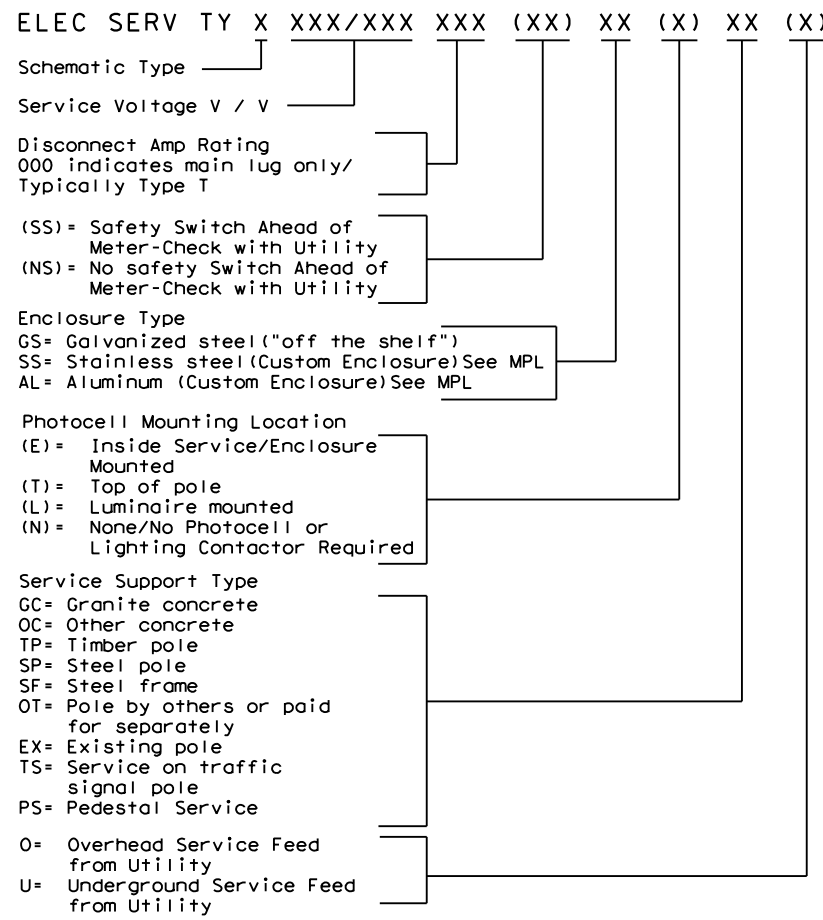 ELEC SERV TY X XXX/XXX XXX (XX) XX (X) XX (X)
Schematic Type
Service Voltage V / V
Disconnect Amp Rating
000 indicates main lug only/
Typically Type T
(SS)= Safety Switch Ahead of
Meter-Check with Utility
(NS)= No safety Switch Ahead of
Meter-Check with Utility
Enclosure Type
GS= Galvanized steel("off the shelf")
SS= Stainless steel(Custom Enclosure)See MPL
AL= Aluminum (Custom Enclosure)See MPL
Photocell Mounting Location
(E)= Inside Service/Enclosure
Mounted
(T)= Top of pole
(L)= Luminaire mounted
(N)= None/No Photocell or
Lighting Contactor Required
Service Support Type
GC= Granite concrete
OC= Other concrete
TP= Timber pole
SP= Steel pole
SF= Steel frame
OT= Pole by others or paid
for separately
EX= Existing pole
TS= Service on traffic
signal pole
PS= Pedestal Service
O= Overhead Service Feed
from Utility
U= Underground Service Feed
from Utility